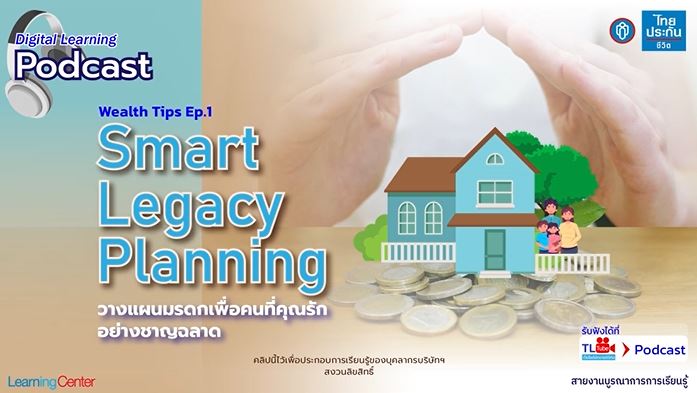 Digital Learning
Podcast
ไทย
ประกัน
ชีวิต
Wealth Tips Ep.1
Smart
Legacy
Planning
วางแผนมรดกเพื่อคนที่คุณรัก
อย่างชาญฉลาด
รับฟังได้ที่
TL
Tube
Podcast
คลิปนี้ไว้เพื่อประกอบการเรียนรู้ของบุคลากรบริษัทฯ
สงวนลิขสิทธิ์
LearningCenter
สายงานบูรณาการการเรียนรู้